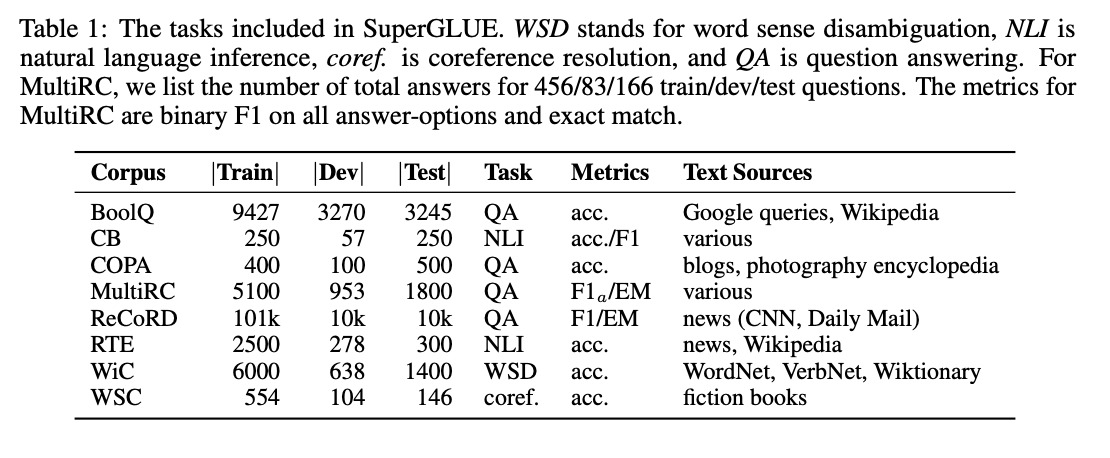 Table 1: The tasks included in SuperGLUE. WSD stands for word sense disambiguation, NLI is
natural language inference, coref. is coreference resolution, and QA is question answering. For
MultiRC, we list the number of total answers for 456/83/166 train/dev/test questions. The metrics for
MultiRC are binary F1 on all answer-options and exact match.
Corpus |Train| |Dev| |Test| Task Metrics Text Sources
BoolQ 9427 3270 3245 QA acc. Google queries, Wikipedia
CB 250 57 250 NLI acc./F1 various
COPA 400 100 500 QA acc. blogs, photography encyclopedia
MultiRC 5100 953 1800 QA F1a/EM various
ReCoRD 101k 10k 10k QA F1/EM news (CNN, Daily Mail)
RTE 2500 278 300 NLI acc. news, Wikipedia
WiC 6000 638 1400 WSD acc. WordNet, VerbNet, Wiktionary
WSC 554 104 146 coref. acc. fiction books